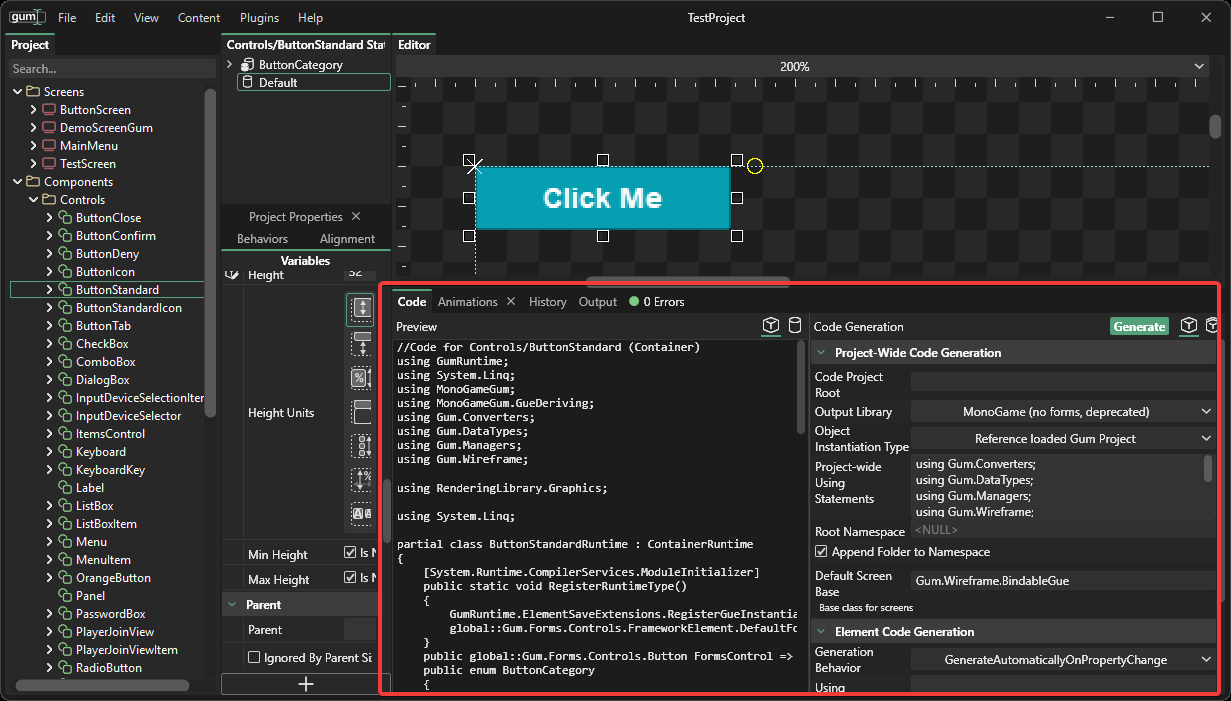 gum File Edit View Content Plugins Help TestProject
Project
Search...
Screens
ButtonScreen
DemoScreenGum
MainMenu
TestScreen
Components
Controls
ButtonClose
ButtonConfirm
ButtonDeny
ButtonIcon
ButtonStandard
ButtonStandardIcon
ButtonTab
CheckBox
ComboBox
DialogBox
InputDeviceSelectionIter
InputDeviceSelector
ItemsControl
Keyboard
KeyboardKey
Label
ListBox
ListBoxItem
Menu
MenuItem
OrangeButton
Panel
PasswordBox
PlayerJoinView
PlayerJoinViewItem
RadioButton
Controls/ButtonStandard Stat
ButtonCategory
Default
Project Properties
Behaviors Alignment
Variables
Height 32
Height Units
Min Height Is N
Max Height Is N
Parent
Parent
Ignored By Parent Si
Editor
200%
Click Me
Code Animations History Output 0 Errors
Preview
//Code for Controls/ButtonStandard (Container)
using GumRuntime;
using System.Linq;
using MonoGameGum;
using MonoGameGum.GueDeriving;
using Gum.Converters;
using Gum.DataTypes;
using Gum.Managers;
using Gum.Wireframe;
using RenderingLibrary.Graphics;
using System.Linq;
partial class ButtonStandardRuntime : ContainerRuntime
{
[System.Runtime.CompilerServices.ModuleInitializer]
public static void RegisterRuntimeType()
{
GumRuntime.ElementSaveExtensions.RegisterGueInstantia
global::Gum.Forms.Controls.FrameworkElement.DefaultFo
}
public global::Gum.Forms.Controls.Button FormsControl =>
public enum ButtonCategory
{
Code Generation Generate
Project-Wide Code Generation
Code Project
Root
Output Library MonoGame (no forms, deprecated)
Object
Instantiation Type Reference loaded Gum Project
Project-wide
Using
Statements
using Gum.Converters;
using Gum.DataTypes;
using Gum.Managers;
using Gum.Wireframe;
Root Namespace <NULL>
Append Folder to Namespace
Default Screen
Base
Gum.Wireframe.BindableGue
Base class for screens
Element Code Generation
Generation
Behavior
GenerateAutomaticallyOnPropertyChange
Using